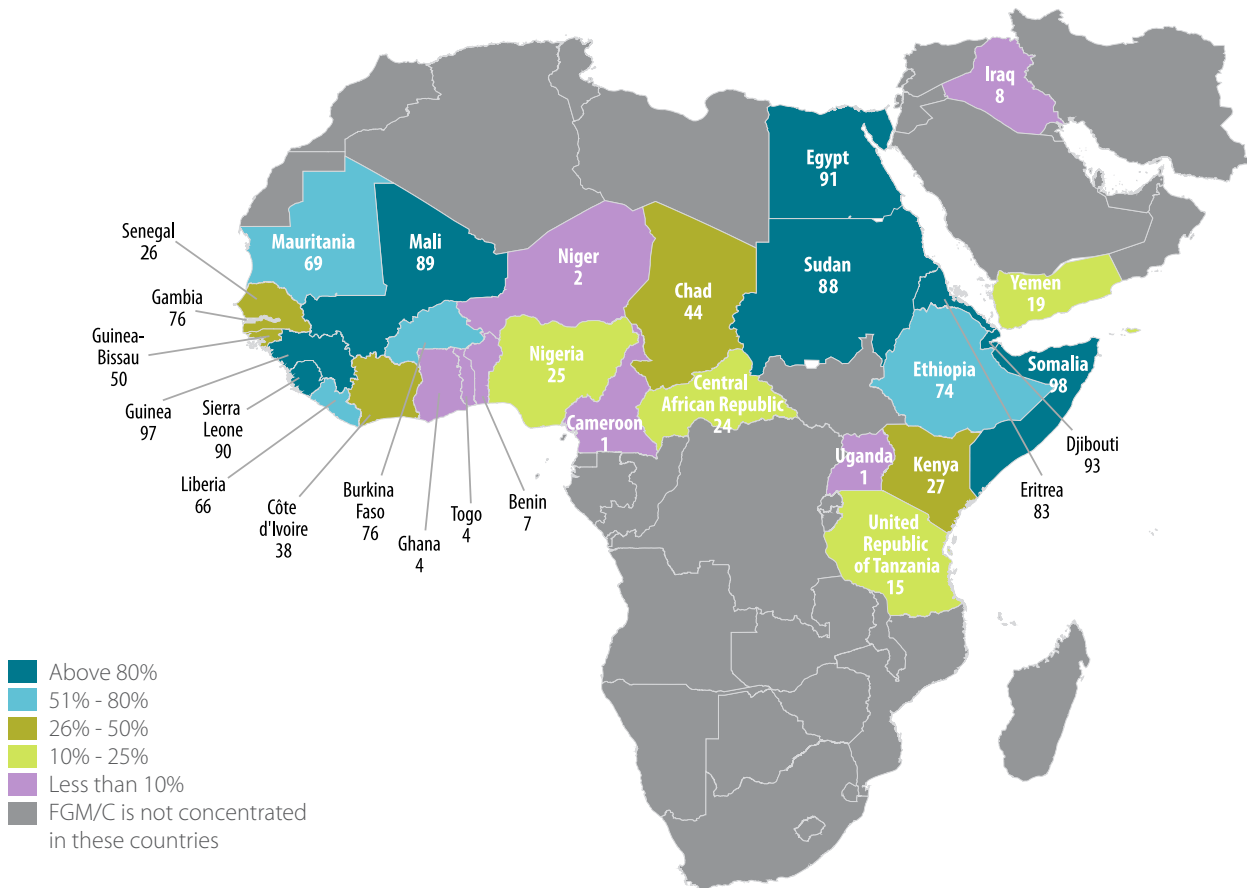 Iraq
8
Egypt
91
Senegal
26
Mauritania
69
Mali
89
Niger
2
Chad
44
Sudan
88
Yemen
19
Gambia
76
Guinea-
Bissau
50
Nigeria
25
Ethiopia
74
Somalia
98
Central
African Republic
24
Guinea
97
Sierra
Leone
90
Cameroon
1
Djibouti
93
Uganda
1
Kenya
27
Eritrea
83
Liberia
66
Côte
d'Ivoire
38
Burkina
Faso
76
Ghana
4
Togo
4
Benin
7
United
Republic
of Tanzania
15
Above 80%
51% - 80%
26% - 50%
10% - 25%
Less than 10%
FGM/C is not concentrated
in these countries